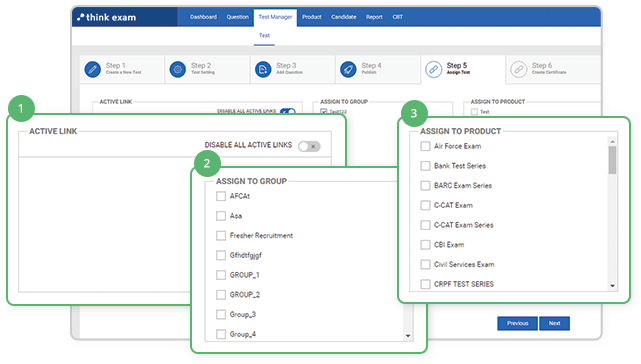 think exam
Dashboard Question Test Manager Product Candidate Report CBT
Test
Step 1
Create a New Test
Step 2
Test Setting
Step 3
Add Question
Step 4
Publish
Step 5
Assign Test
Step 6
Create Certificate
ACTIVE LINK
DISABLE ALL ACTIVE LINKS
ASSIGN TO GROUP
Test123
ASSIGN TO PRODUCT
Test
1
ACTIVE LINK
DISABLE ALL ACTIVE LINKS
2
ASSIGN TO GROUP
AFCAt
Asa
Fresher Recruitment
Gfhdtfgjgf
GROUP_1
GROUP_2
Group_3
Group_4
3
ASSIGN TO PRODUCT
Air Force Exam
Bank Test Series
BARC Exam Series
C-CAT Exam
C-CAT Exam Series
CBI Exam
Civil Services Exam
CRPF TEST SERIES
Previous Next